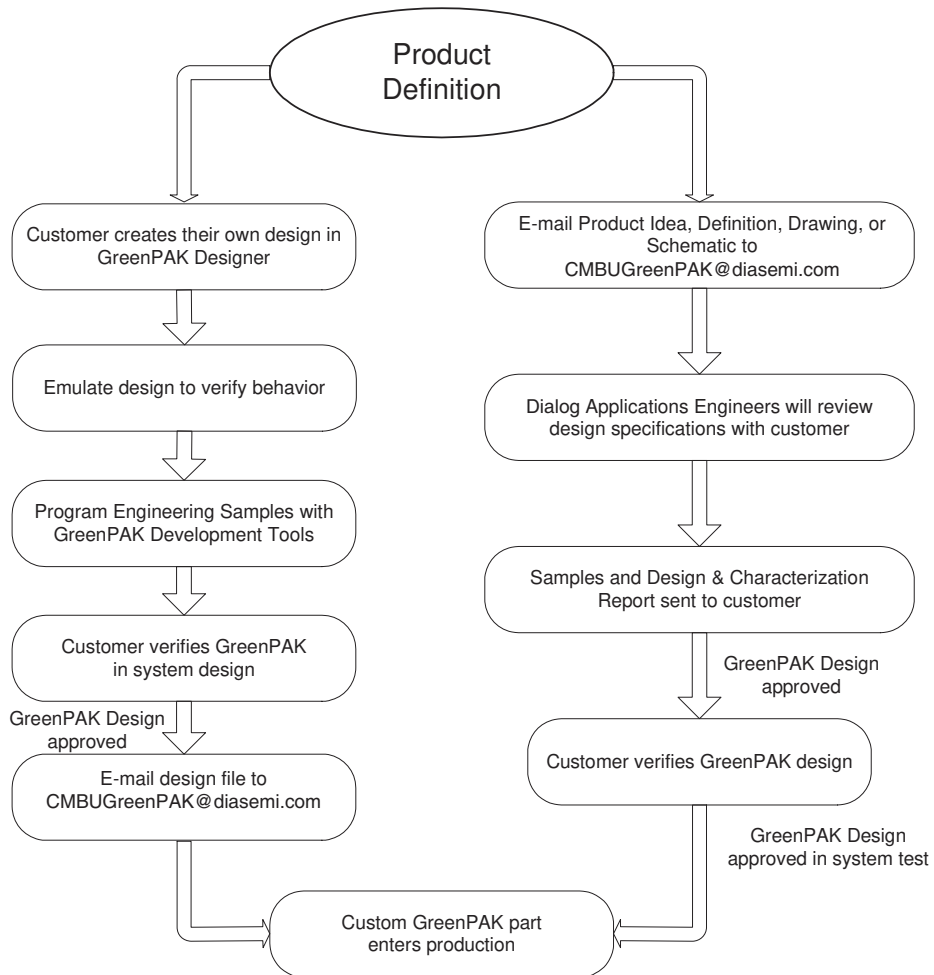 Product
Definition
Customer creates their own design in
GreenPAK Designer
Emulate design to verify behavior
Program Engineering Samples with
GreenPAK Development Tools
Customer verifies GreenPAK
in system design
GreenPAK Design
approved
E-mail design file to
CMBUGreenPAK@diasemi.com
E-mail Product Idea, Definition, Drawing, or
Schematic to
CMBUGreenPAK@diasemi.com
Dialog Applications Engineers will review
design specifications with customer
Samples and Design & Characterization
Report sent to customer
GreenPAK Design
approved
Customer verifies GreenPAK design
GreenPAK Design
approved in system test
Custom GreenPAK part
enters production